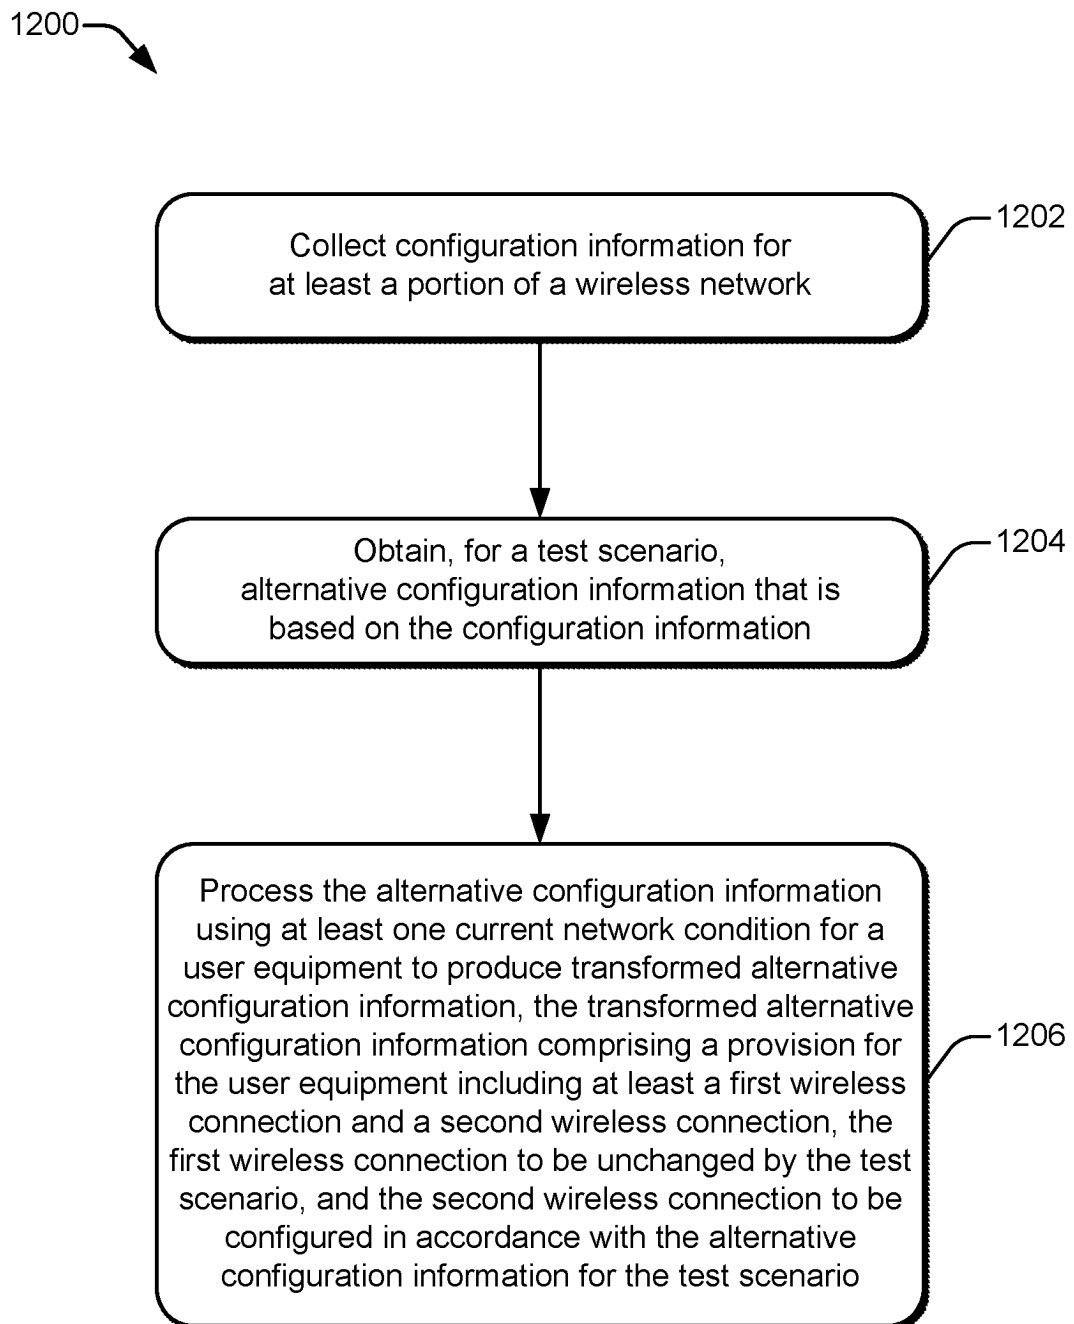 1200
Collect configuration information for
at least a portion of a wireless network
1202
Obtain, for a test scenario,
alternative configuration information that is
based on the configuration information
1204
Process the alternative configuration information
using at least one current network condition for a
user equipment to produce transformed alternative
configuration information, the transformed alternative
configuration information comprising a provision for
the user equipment including at least a first wireless
connection and a second wireless connection, the
first wireless connection to be unchanged by the test
scenario, and the second wireless connection to be
configured in accordance with the alternative
configuration information for the test scenario
1206